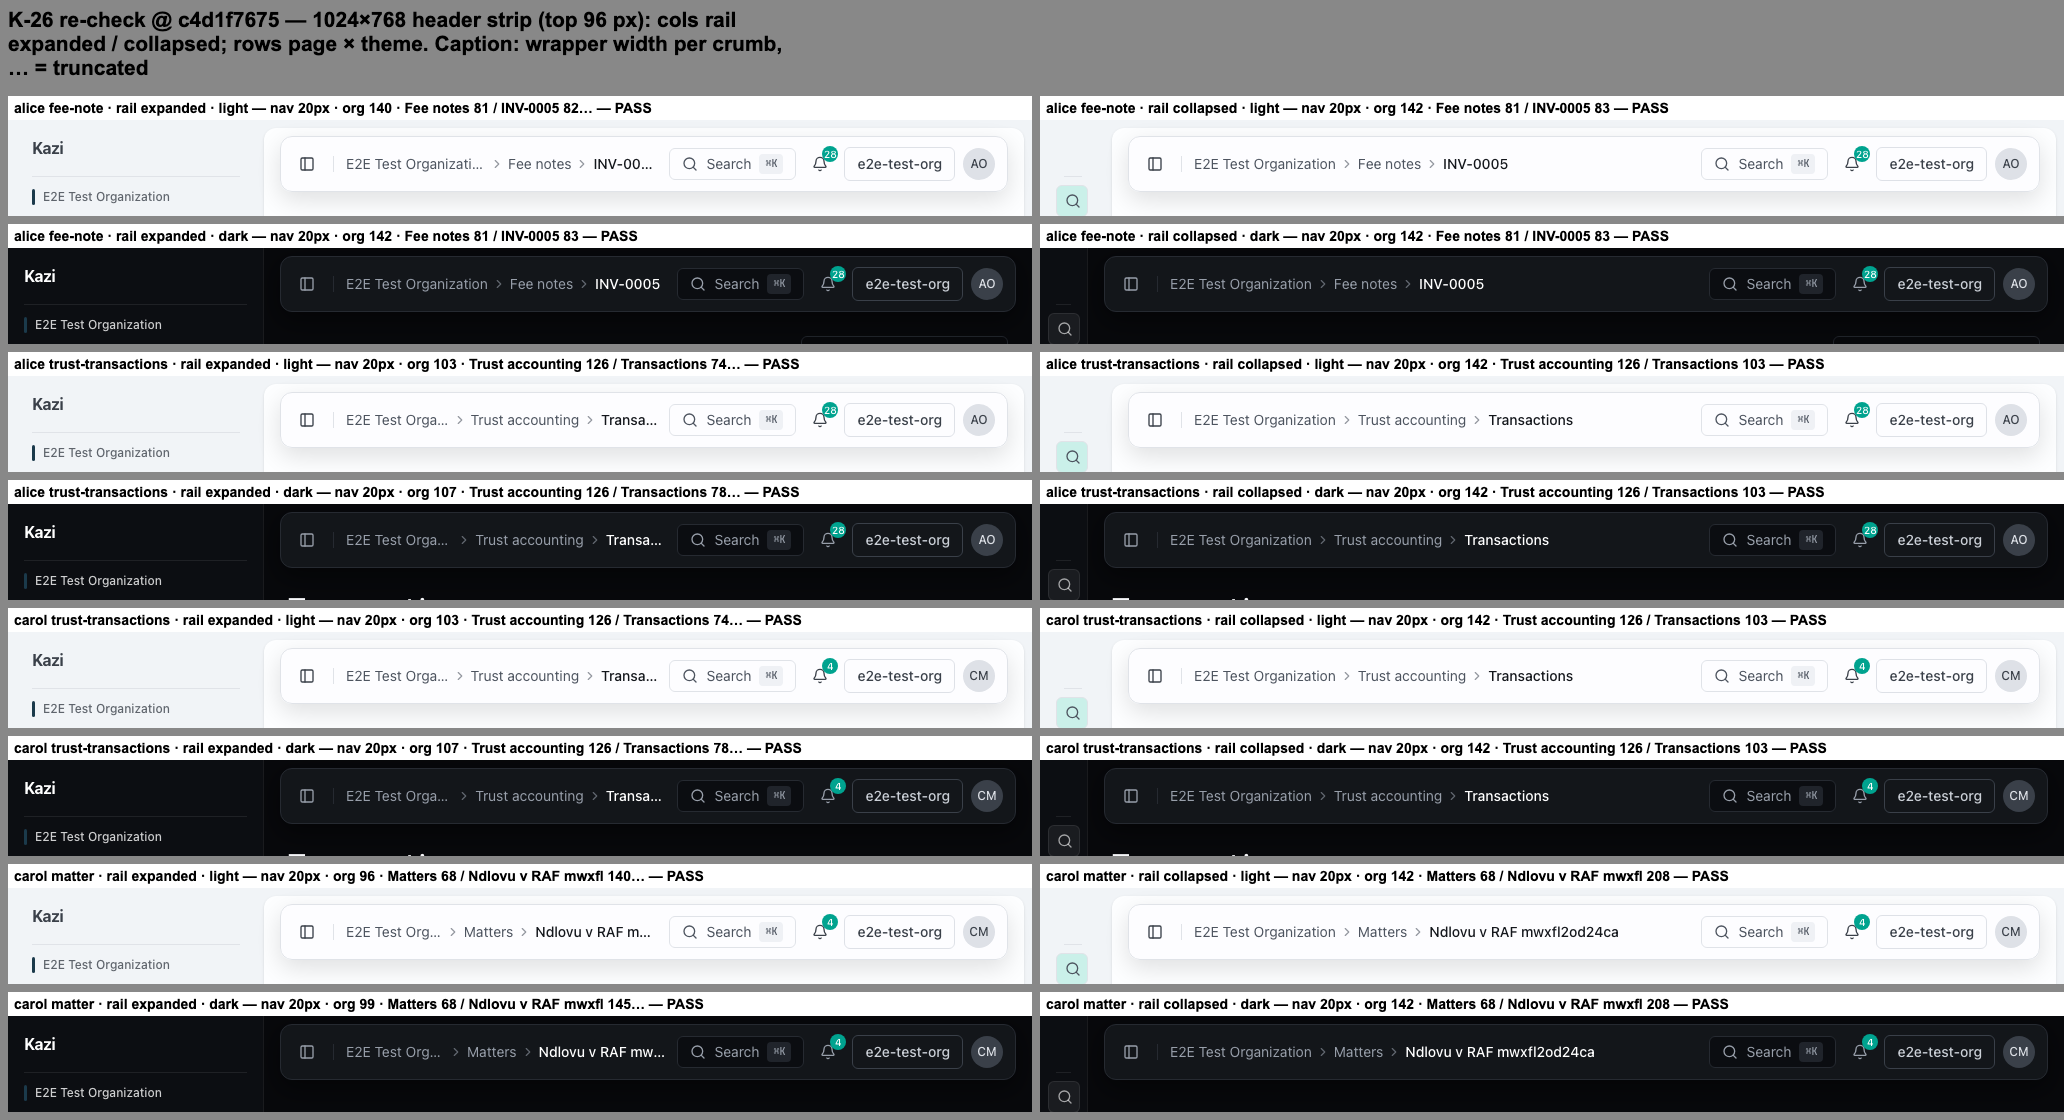 K-26 re-check @ c4d1f7675 — 1024×768 header strip (top 96 px): cols rail
expanded / collapsed; rows page × theme. Caption: wrapper width per crumb,
… = truncated
alice fee-note · rail expanded · light — nav 20px · org 140 · Fee notes 81 / INV-0005 82… — PASS
Kazi
E2E Test Organizati... > Fee notes > INV-00... Search ⌘K 28 e2e-test-org AO
E2E Test Organization
alice fee-note · rail collapsed · light — nav 20px · org 142 · Fee notes 81 / INV-0005 83 — PASS
E2E Test Organization > Fee notes > INV-0005 Search ⌘K 28 e2e-test-org AO
alice fee-note · rail expanded · dark — nav 20px · org 142 · Fee notes 81 / INV-0005 83 — PASS
Kazi
E2E Test Organization > Fee notes > INV-0005 Search ⌘K 28 e2e-test-org AO
E2E Test Organization
alice fee-note · rail collapsed · dark — nav 20px · org 142 · Fee notes 81 / INV-0005 83 — PASS
E2E Test Organization > Fee notes > INV-0005 Search ⌘K 28 e2e-test-org AO
alice trust-transactions · rail expanded · light — nav 20px · org 103 · Trust accounting 126 / Transactions 74… — PASS
Kazi
E2E Test Orga... > Trust accounting > Transa... Search ⌘K 28 e2e-test-org AO
E2E Test Organization
alice trust-transactions · rail collapsed · light — nav 20px · org 142 · Trust accounting 126 / Transactions 103 — PASS
E2E Test Organization > Trust accounting > Transactions Search ⌘K 28 e2e-test-org AO
alice trust-transactions · rail expanded · dark — nav 20px · org 107 · Trust accounting 126 / Transactions 78… — PASS
Kazi
E2E Test Orga... > Trust accounting > Transa... Search ⌘K 28 e2e-test-org AO
E2E Test Organization
alice trust-transactions · rail collapsed · dark — nav 20px · org 142 · Trust accounting 126 / Transactions 103 — PASS
E2E Test Organization > Trust accounting > Transactions Search ⌘K 28 e2e-test-org AO
carol trust-transactions · rail expanded · light — nav 20px · org 103 · Trust accounting 126 / Transactions 74… — PASS
Kazi
E2E Test Orga... > Trust accounting > Transa... Search ⌘K 4 e2e-test-org CM
E2E Test Organization
carol trust-transactions · rail collapsed · light — nav 20px · org 142 · Trust accounting 126 / Transactions 103 — PASS
E2E Test Organization > Trust accounting > Transactions Search ⌘K 4 e2e-test-org CM
carol trust-transactions · rail expanded · dark — nav 20px · org 107 · Trust accounting 126 / Transactions 78… — PASS
Kazi
E2E Test Orga... > Trust accounting > Transa... Search ⌘K 4 e2e-test-org CM
E2E Test Organization
carol trust-transactions · rail collapsed · dark — nav 20px · org 142 · Trust accounting 126 / Transactions 103 — PASS
E2E Test Organization > Trust accounting > Transactions Search ⌘K 4 e2e-test-org CM
carol matter · rail expanded · light — nav 20px · org 96 · Matters 68 / Ndlovu v RAF mwxfl 140… — PASS
Kazi
E2E Test Org... > Matters > Ndlovu v RAF m... Search ⌘K 4 e2e-test-org CM
E2E Test Organization
carol matter · rail collapsed · light — nav 20px · org 142 · Matters 68 / Ndlovu v RAF mwxfl 208 — PASS
E2E Test Organization > Matters > Ndlovu v RAF mwxfl2od24ca Search ⌘K 4 e2e-test-org CM
carol matter · rail expanded · dark — nav 20px · org 99 · Matters 68 / Ndlovu v RAF mwxfl 145… — PASS
Kazi
E2E Test Org... > Matters > Ndlovu v RAF mw... Search ⌘K 4 e2e-test-org CM
E2E Test Organization
carol matter · rail collapsed · dark — nav 20px · org 142 · Matters 68 / Ndlovu v RAF mwxfl 208 — PASS
E2E Test Organization > Matters > Ndlovu v RAF mwxfl2od24ca Search ⌘K 4 e2e-test-org CM